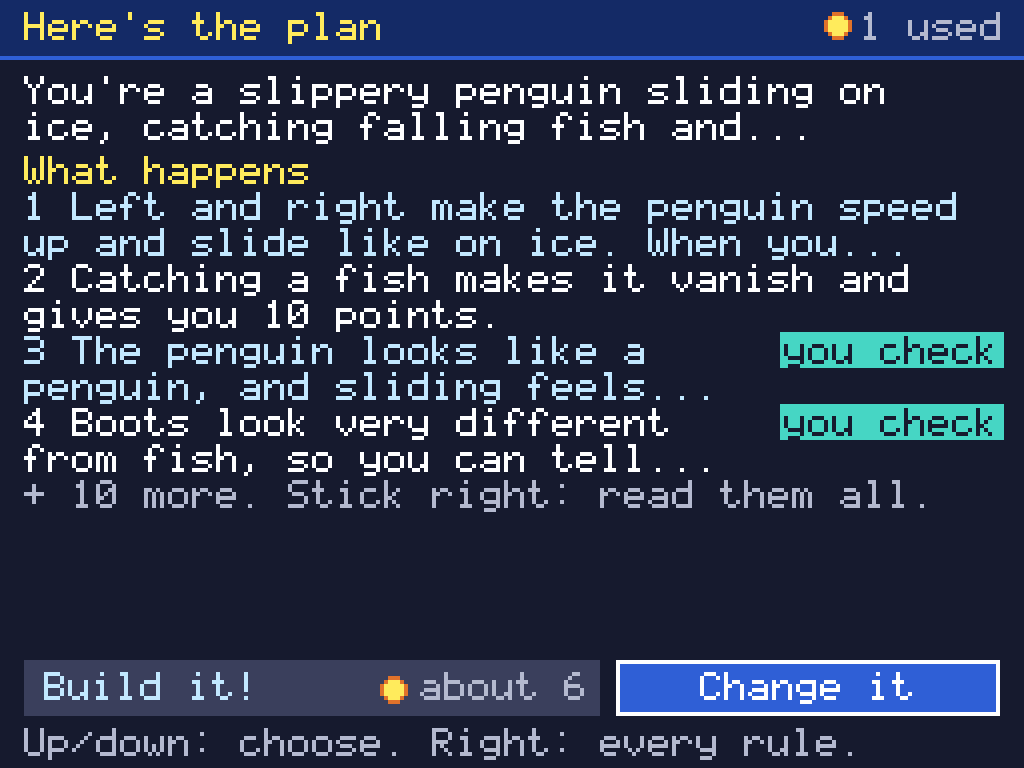 Here's the plan
1 used
You're a slippery penguin sliding on
ice, catching falling fish and...
What happens
1 Left and right make the penguin speed
up and slide like on ice. When you...
2 Catching a fish makes it vanish and
gives you 10 points.
3 The penguin looks like a
you check
penguin, and sliding feels...
4 Boots look very different
you check
from fish, so you can tell...
+ 10 more. Stick right: read them all.
Build it!
about 6
Change it
Up/down: choose. Right: every rule.